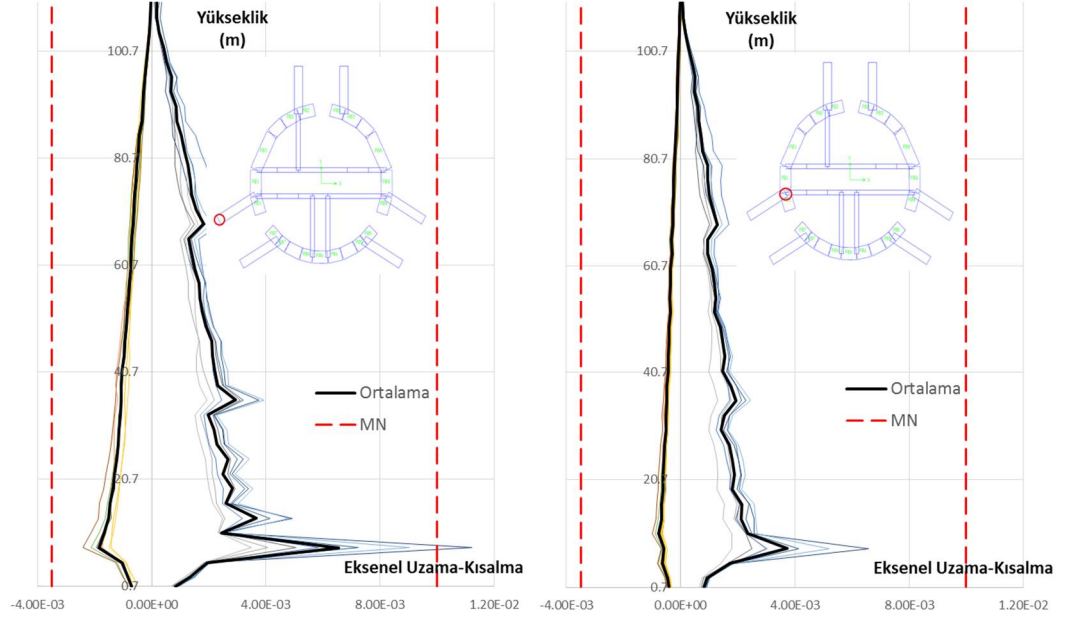 Yükseklik
(m)
100.7
80.7
60.7
40.7
20.7
0.7
Ortalama
MN
Eksenel Uzama-Kısalma
-4.00E-03
0.00E+00
4.00E-03
8.00E-03
1.20E-02
Yükseklik
(m)
100.7
80.7
60.7
40.7
20.7
0.7
Ortalama
MN
Eksenel Uzama-Kısalma
-4.00E-03
0.00E+00
4.00E-03
8.00E-03
1.20E-02